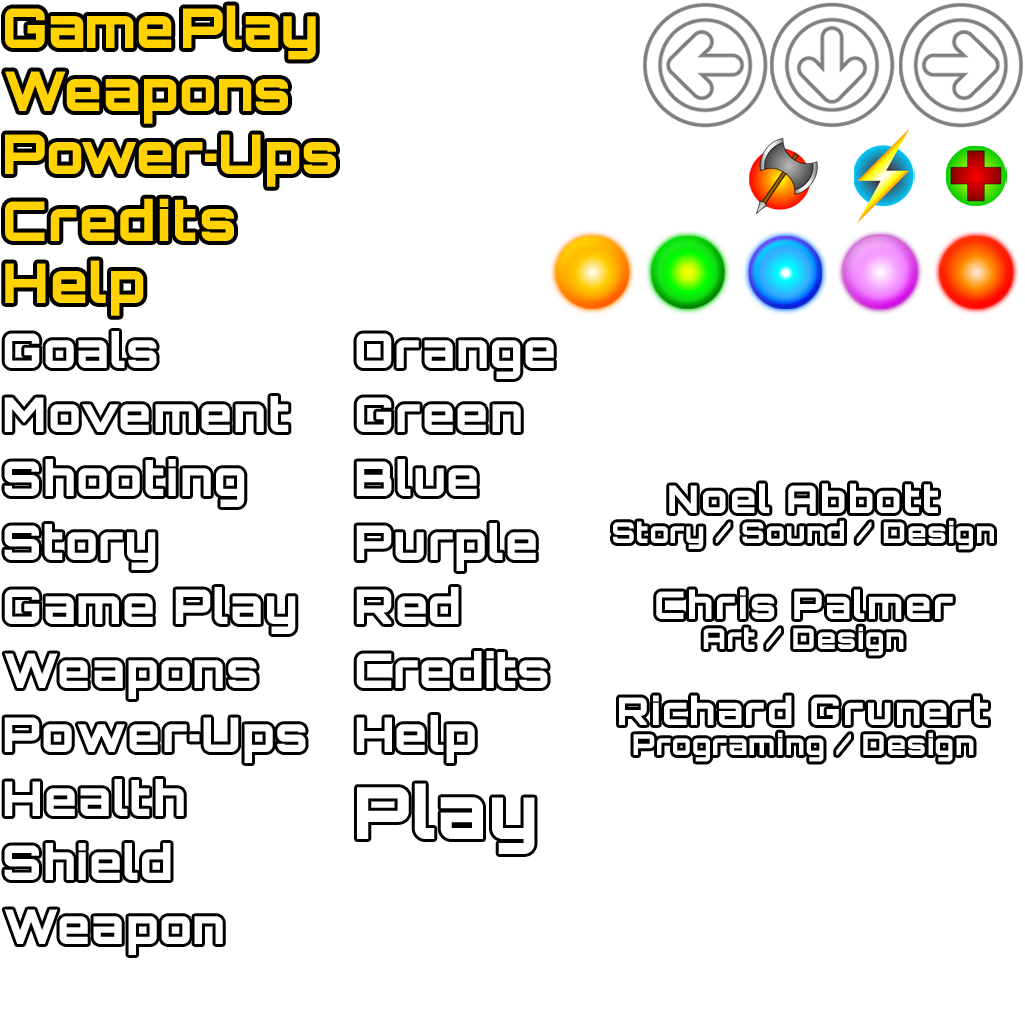 Game Play
Weapons
Power-Ups
Credits
Help
Goals
Movement
Shooting
Story
Game Play
Weapons
Power-Ups
Health
Shield
Weapon
Orange
Green
Blue
Purple
Red
Credits
Help
Play
Noel Abbott
Story / Sound / Design
Chris Palmer
Art / Design
Richard Grunert
Programing / Design